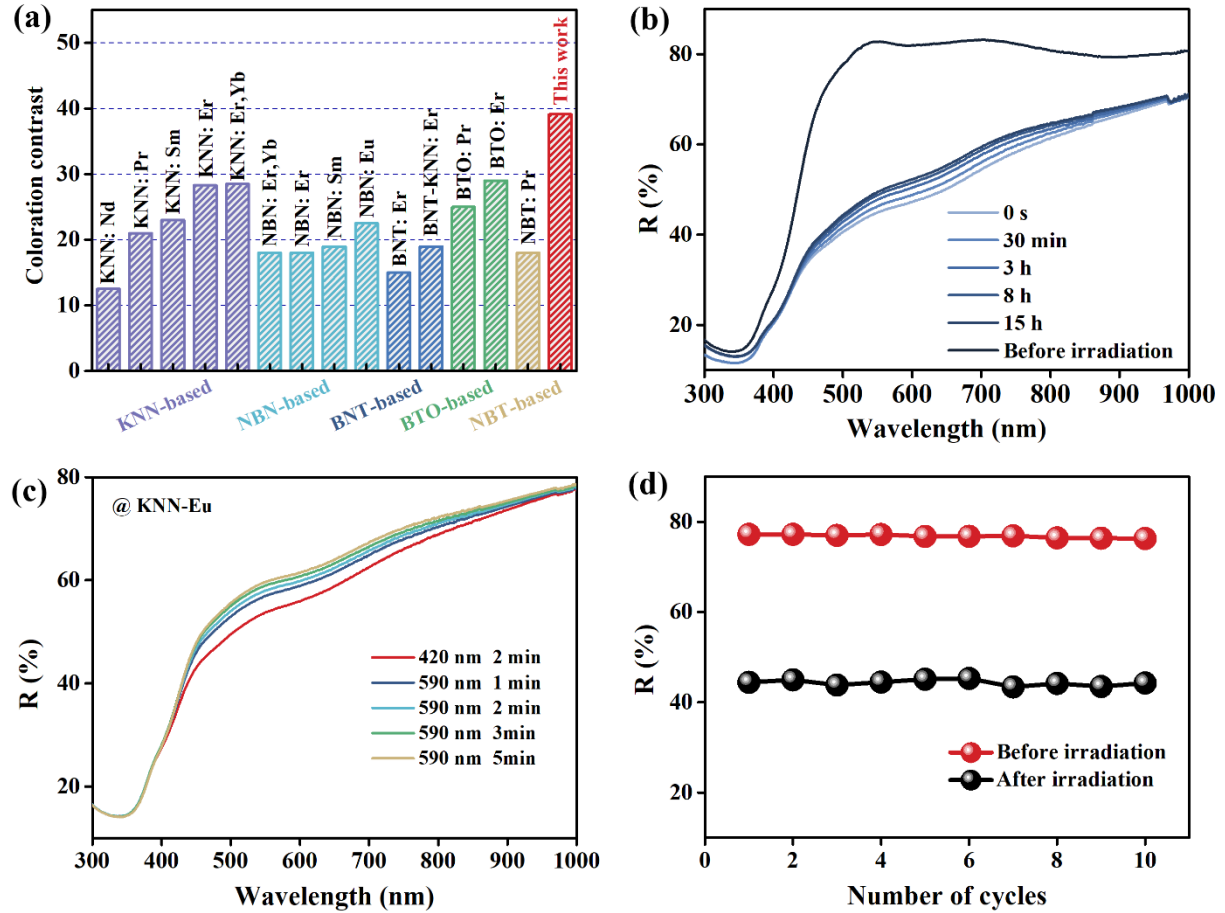 (a)
Coloration contrast
50
40
30
20
10
0
KNN: Nd
KNN: Pr
KNN: Sm
KNN: Er
KNN: Er,Yb
NBN: Er,Yb
NBN: Er
NBN: Sm
NBN: Eu
BNT: Er
BNT-KNN: Er
BTO: Pr
BTO: Er
NBT: Pr
This work
KNN-based
NBN-based
BNT-based
BTO-based
NBT-based
(b)
R (%)
80
60
40
20
0 s
30 min
3 h
8 h
15 h
Before irradiation
300 400 500 600 700 800 900 1000
Wavelength (nm)
(c)
@ KNN-Eu
R (%)
80
60
40
20
420 nm 2 min
590 nm 1 min
590 nm 2 min
590 nm 3min
590 nm 5min
300 400 500 600 700 800 900 1000
Wavelength (nm)
(d)
R (%)
80
60
40
20
Before irradiation
After irradiation
0 2 4 6 8 10
Number of cycles